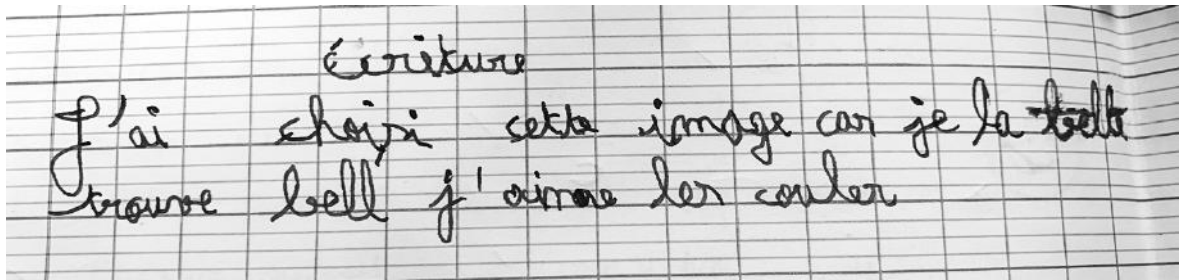 écriture
J'ai choisi cette image car je la
trouve bell j'aime les couler